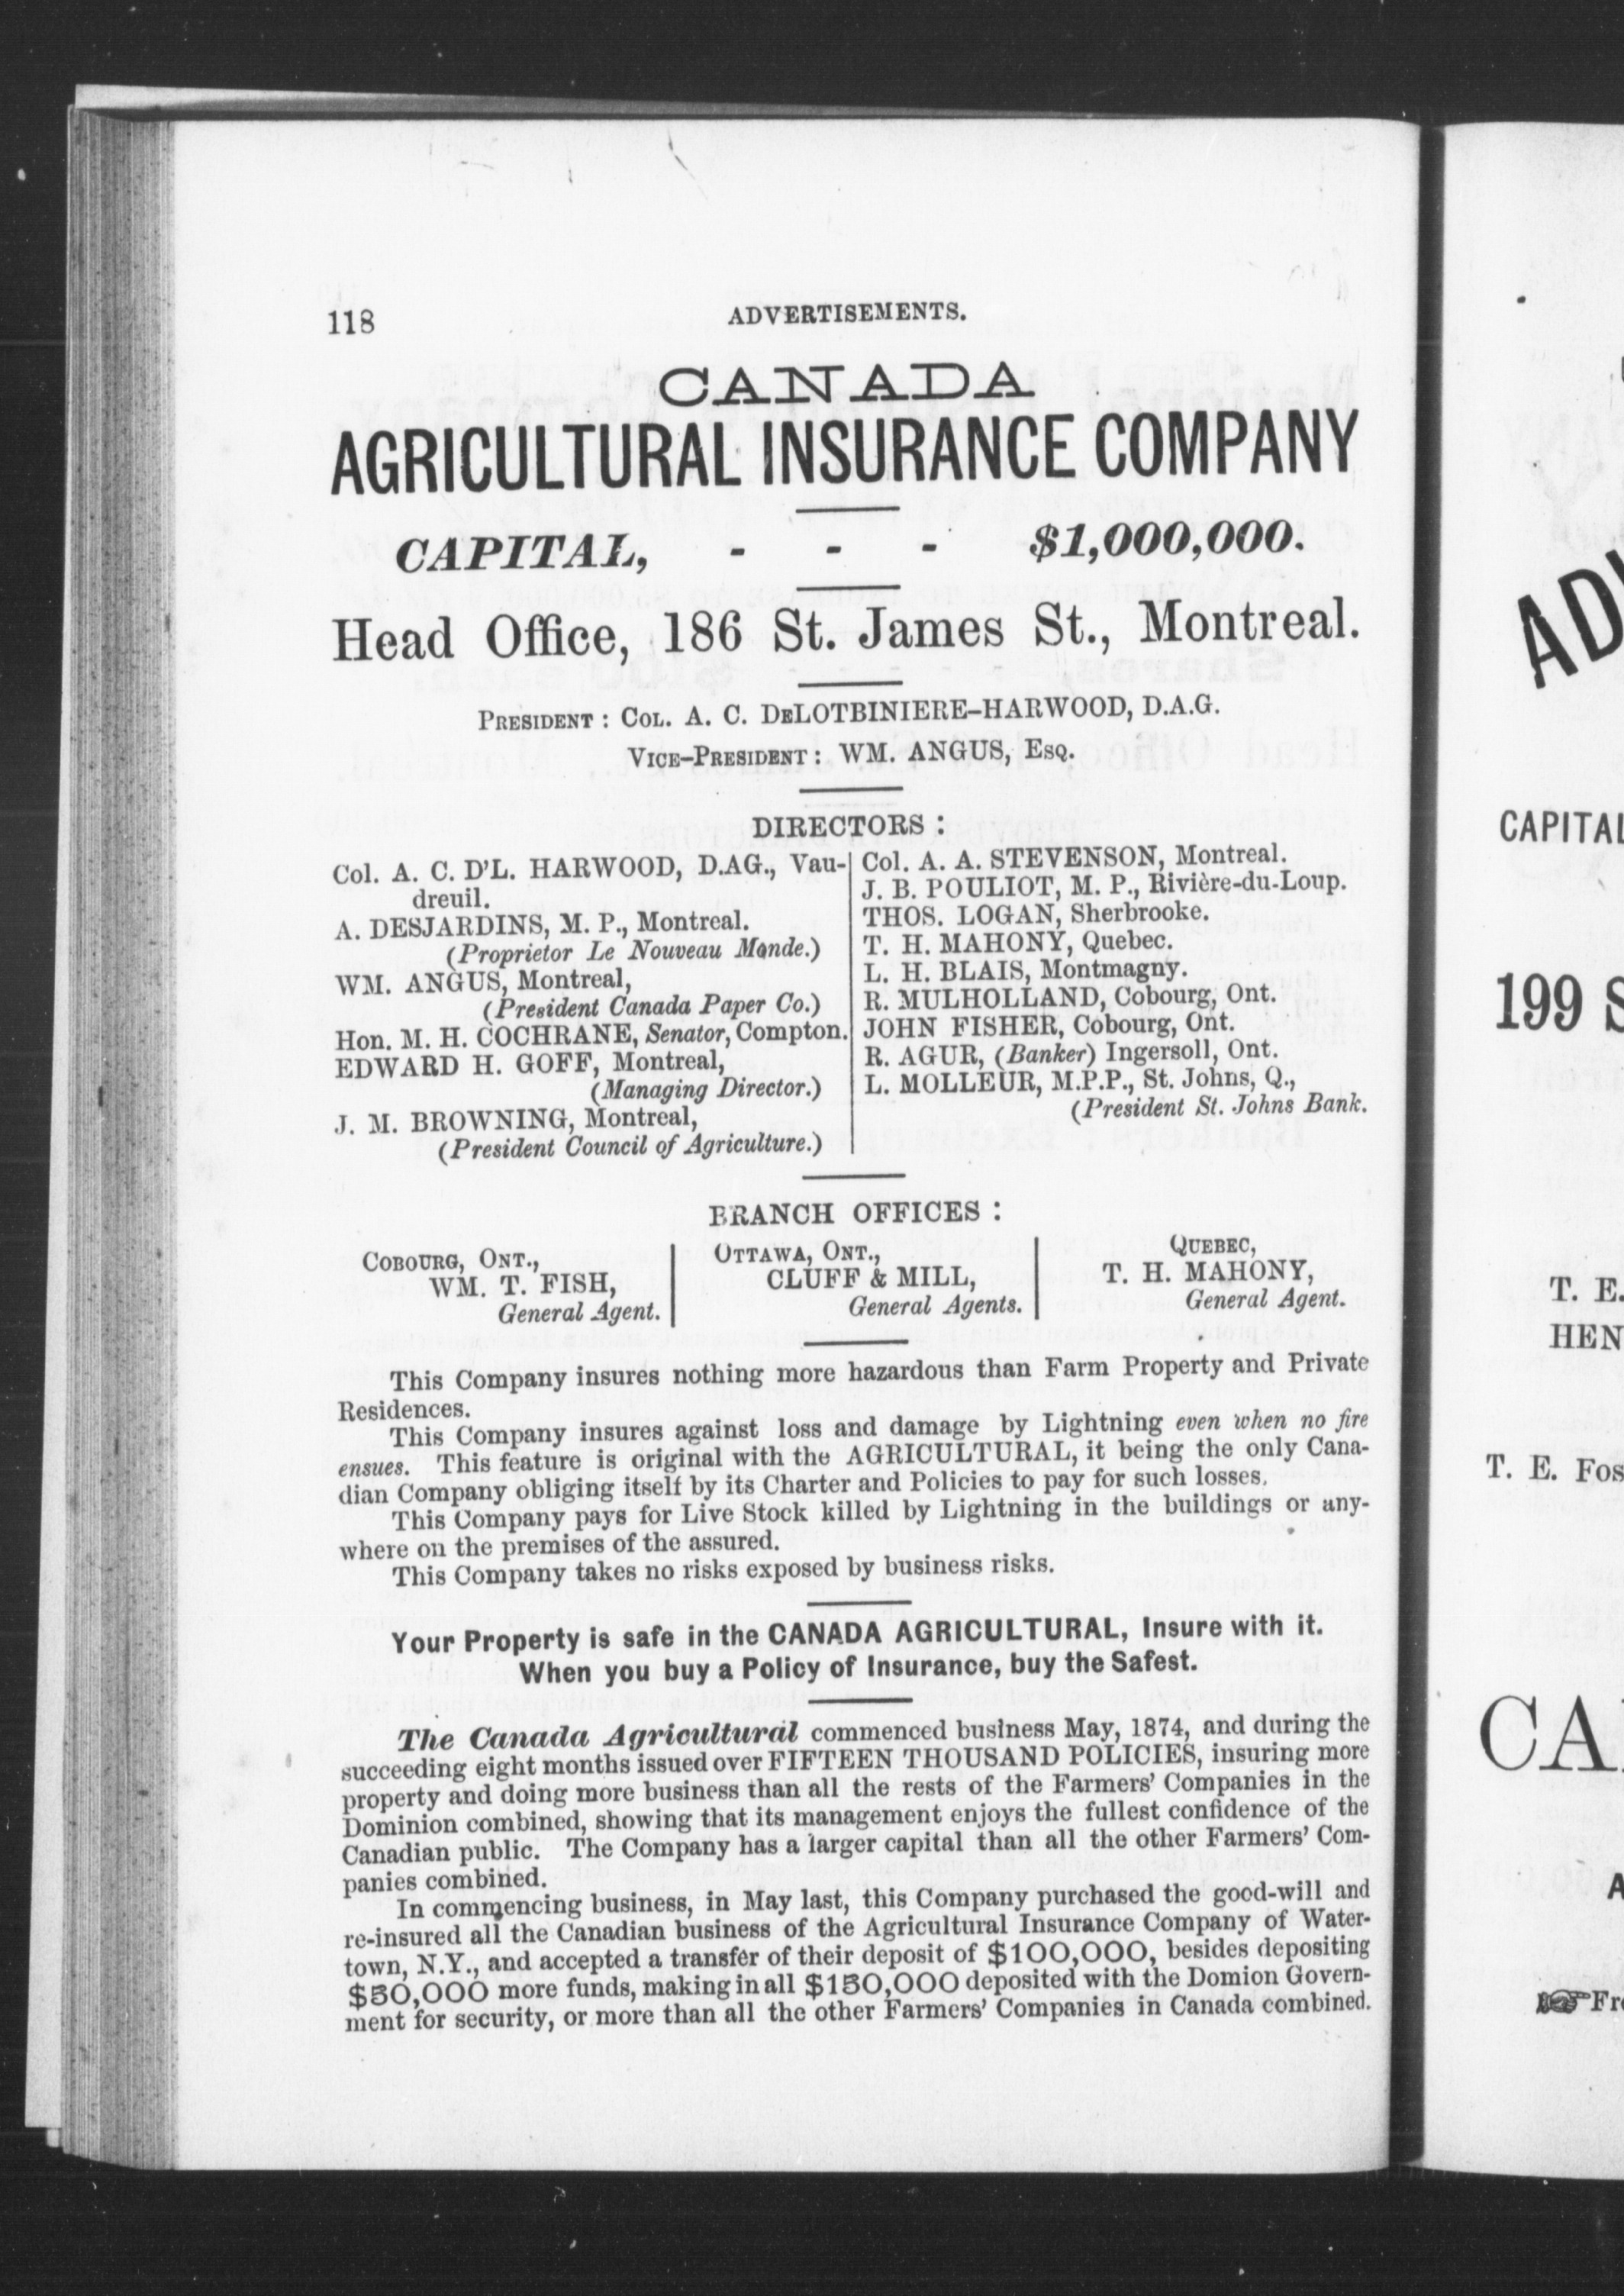 118
ADVERTISEMENTS.
CANADA
AGRICULTURAL INSURANCE COMPANY
CAPITAL, - - - $1,000,000.
Head Office, 186 St. James St., Montreal.
PRESIDENT : COL. A. C. DELOTBINIERE-HARWOOD, D.A.G.
VICE-PRESIDENT : WM. ANGUS, ESQ.
DIRECTORS :
Col. A. C. D'L. HARWOOD, D.AG., Vau-
dreuil.
A. DESJARDINS, M. P., Montreal.
(Proprietor Le Nouveau Monde.)
WM. ANGUS, Montreal,
(President Canada Paper Co.)
Hon. M. H. COCHRANE, Senator, Compton.
EDWARD H. GOFF, Montreal,
(Managing Director.)
J. M. BROWNING, Montreal,
(President Council of Agriculture.)
Col. A. A. STEVENSON, Montreal.
J. B. POULIOT, M. P., Rivière-du-Loup.
THOS. LOGAN, Sherbrooke.
T. H. MAHONY, Quebec.
L. H. BLAIS, Montmagny.
R. MULHOLLAND, Cobourg, Ont.
JOHN FISHER, Cobourg, Ont.
R. AGUR, (Banker) Ingersoll, Ont.
L. MOLLEUR, M.P.P., St. Johns, Q.,
(President St. Johns Bank.
BRANCH OFFICES :
COBOURG, ONT.,
WM. T. FISH,
General Agent.
OTTAWA, ONT.,
CLUFF & MILL,
General Agents.
QUEBEC,
T. H. MAHONY,
General Agent.
This Company insures nothing more hazardous than Farm Property and Private
Residences.
This Company insures against loss and damage by Lightning even when no fire
ensues. This feature is original with the AGRICULTURAL, it being the only Cana-
dian Company obliging itself by its Charter and Policies to pay for such losses.
This Company pays for Live Stock killed by Lightning in the buildings or any-
where on the premises of the assured.
This Company takes no risks exposed by business risks.
Your Property is safe in the CANADA AGRICULTURAL, Insure with it.
When you buy a Policy of Insurance, buy the Safest.
The Canada Agricultural commenced business May, 1874, and during the
succeeding eight months issued over FIFTEEN THOUSAND POLICIES, insuring more
property and doing more business than all the rests of the Farmers' Companies in the
Dominion combined, showing that its management enjoys the fullest confidence of the
Canadian public. The Company has a larger capital than all the other Farmers' Com-
panies combined.
In commencing business, in May last, this Company purchased the good-will and
re-insured all the Canadian business of the Agricultural Insurance Company of Water-
town, N.Y., and accepted a transfer of their deposit of $100,000, besides depositing
$50,000 more funds, making in all $150,000 deposited with the Domion Govern-
ment for security, or more than all the other Farmers' Companies in Canada combined.
CAPITAL
199 S
T. E.
HEN
T. E. Fos
CA